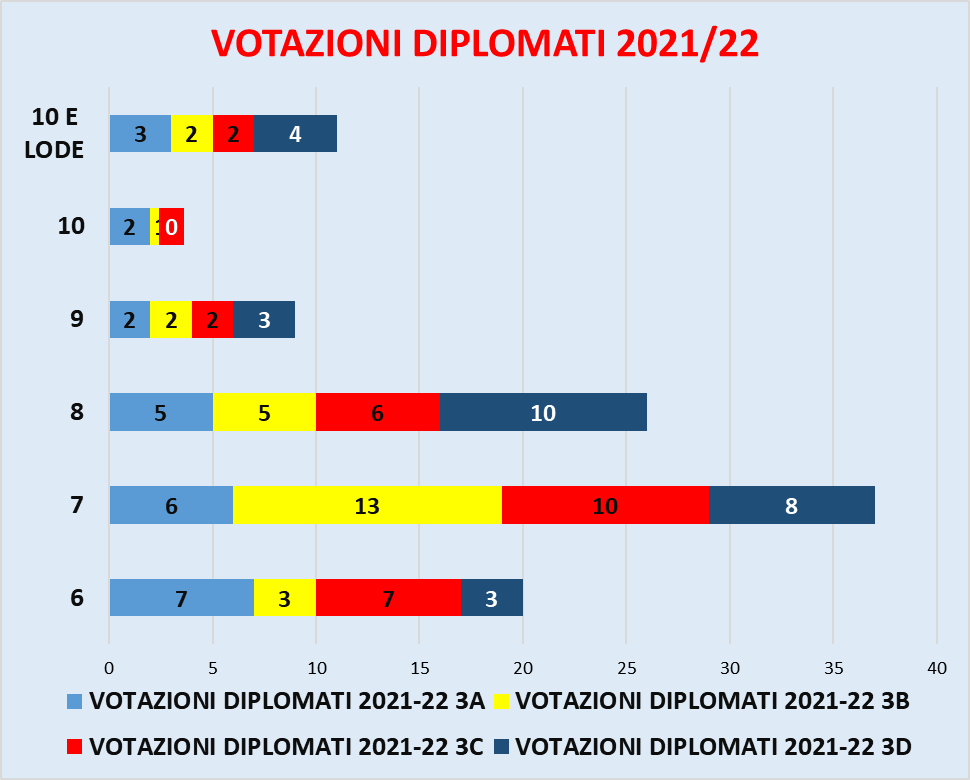 VOTAZIONI DIPLOMATI 2021/22
10 E
LODE
3 2 2 4
10
2 0
9
2 2 2 3
8
5 5 6 10
7
6 13 10 8
6
7 3 7 3
0 5 10 15 20 25 30 35 40
VOTAZIONI DIPLOMATI 2021-22 3A VOTAZIONI DIPLOMATI 2021-22 3B
VOTAZIONI DIPLOMATI 2021-22 3C VOTAZIONI DIPLOMATI 2021-22 3D